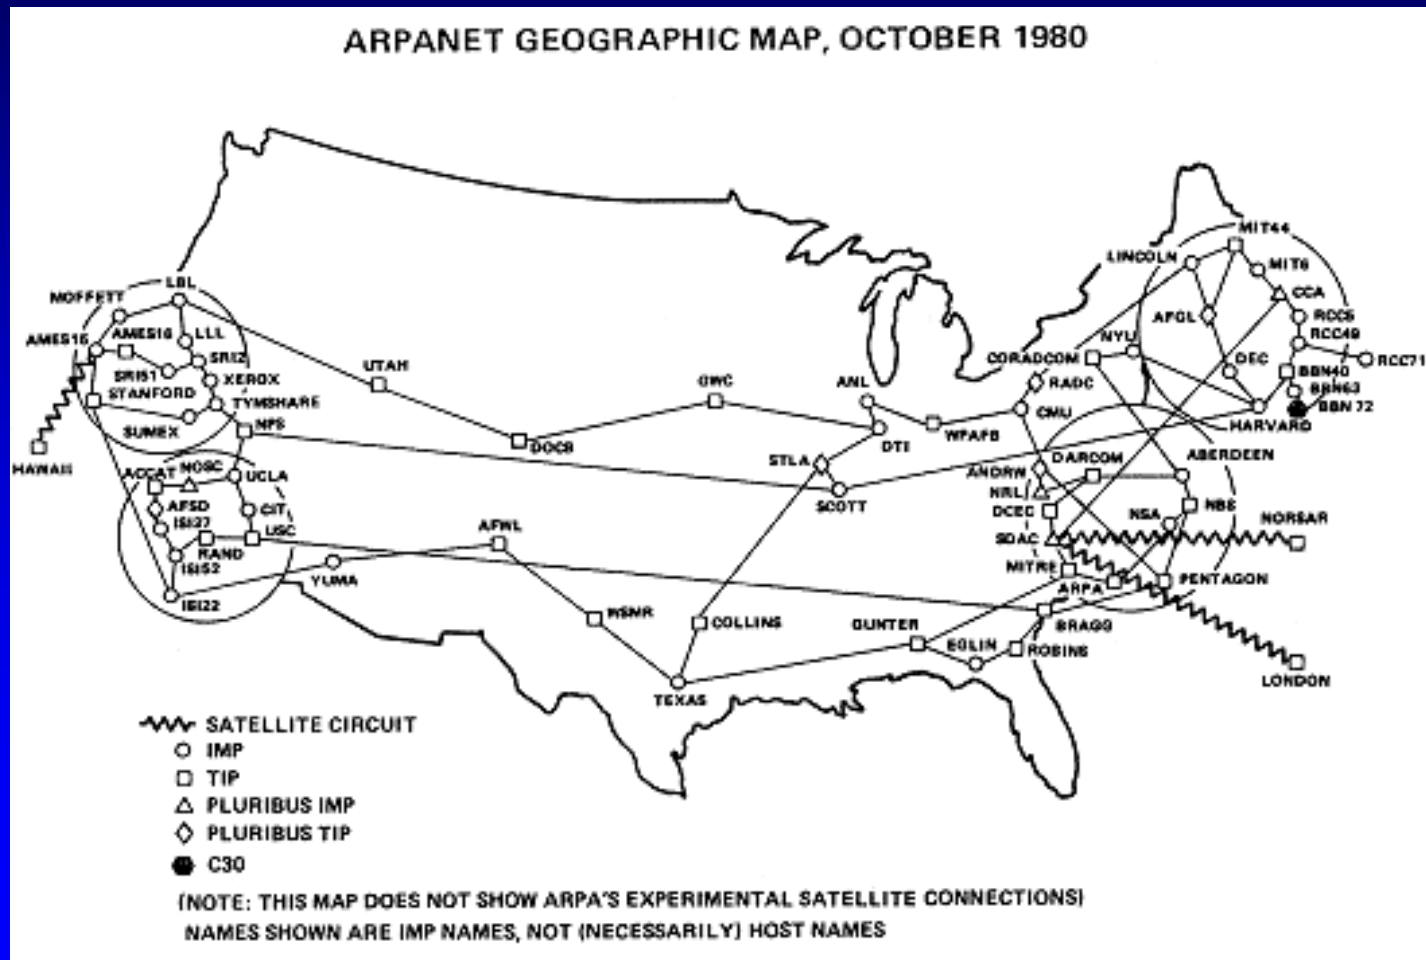 ARPANET GEOGRAPHIC MAP, OCTOBER 1980
MIT44
LINCOLN
MIT6
LBL
MOFFETT
CCA
AFGL
RCC5
AMES15
AMES16
LLL
RCC49
NYU
SRI2
CORADCOM
DEC
RCC71
UTAH
SRI51
XEROX
BBN40
STANFORD
GWC
ANL
RADC
BBN63
TYMSHARE
BBN 72
SUMEX
NPS
CMU
HARVARD
WPAFB
DTI
DOCB
HAWAII
STLA
DARCOM
ABERDEEN
ACCAT
NOSC
UCLA
ANDRW
NRL
SCOTT
AFSD
CIT
DCEC
NBS
ISI27
NSA
NORSAR
AFWL
USC
SDAC
RAND
ISI52
MITRE
YUMA
PENTAGON
ARPA
ISI22
WSMR
COLLINS
GUNTER
BRAGG
EGLIN
ROBINS
LONDON
TEXAS
SATELLITE CIRCUIT
IMP
TIP
PLURIBUS IMP
PLURIBUS TIP
C30
(NOTE: THIS MAP DOES NOT SHOW ARPA'S EXPERIMENTAL SATELLITE CONNECTIONS)
NAMES SHOWN ARE IMP NAMES, NOT (NECESSARILY) HOST NAMES